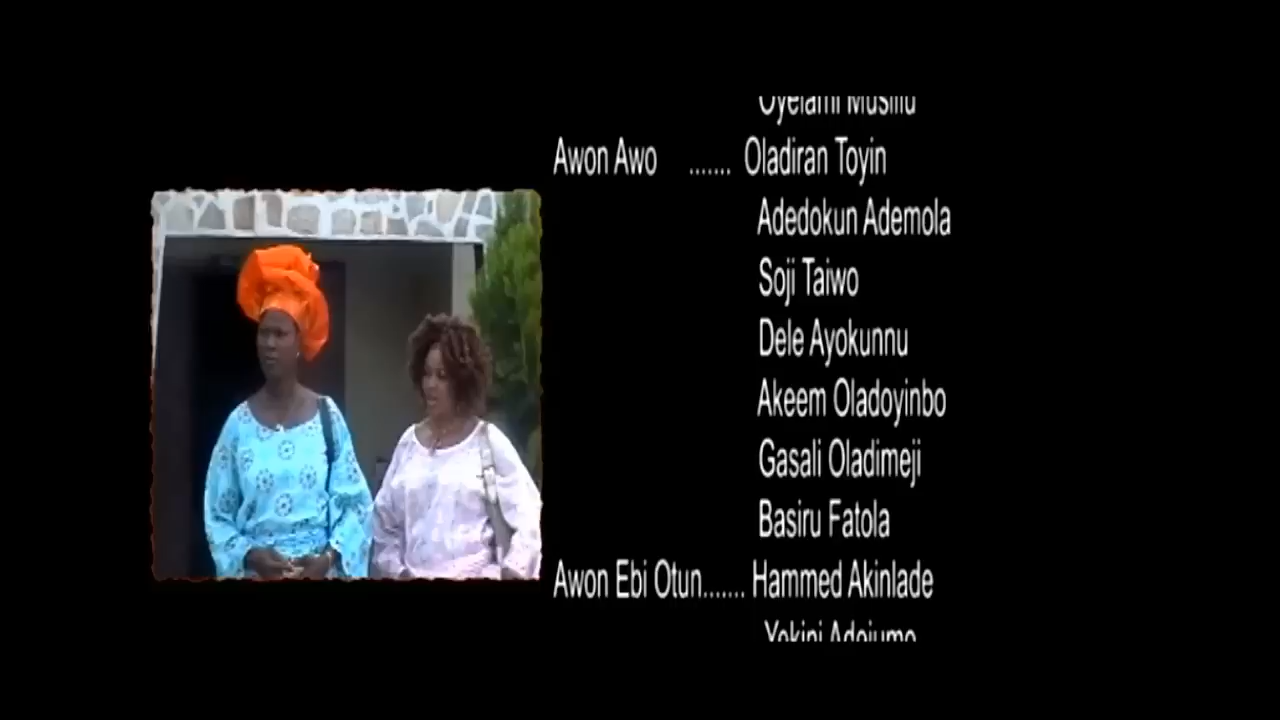 Awon Awo ....... Oladiran Toyin
Adedokun Ademola
Soji Taiwo
Dele Ayokunnu
Akeem Oladoyinbo
Gasali Oladimeji
Basiru Fatola
Awon Ebi Otun....... Hammed Akinlade